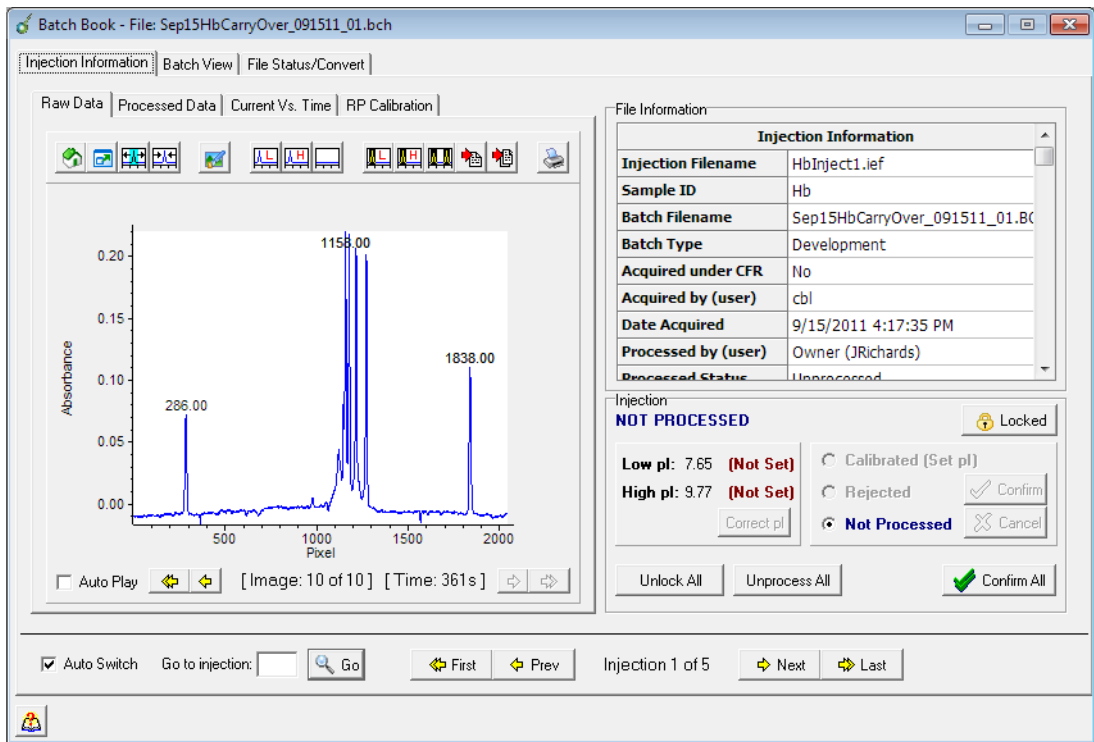 Batch Book - File: Sep15HbCarryOver_091511_01.bch
Injection Information Batch View File Status/Convert
Raw Data Processed Data Current Vs. Time RP Calibration
L H L H
0.20
0.15
0.10
0.05
0.00
Absorbance
286.00
1158.00
1838.00
500 1000 1500 2000
Pixel
Auto Play [ Image: 10 of 10 ] [ Time: 361s ]
File Information
Injection Information
Injection Filename HbInject1.ief
Sample ID Hb
Batch Filename Sep15HbCarryOver_091511_01.BC
Batch Type Development
Acquired under CFR No
Acquired by (user) cbl
Date Acquired 9/15/2011 4:17:35 PM
Processed by (user) Owner (JRichards)
Processed Status Unprocessed
Injection
NOT PROCESSED
Locked
Low pI: 7.65 (Not Set)
High pI: 9.77 (Not Set)
Correct pI
Calibrated (Set pI)
Rejected
Not Processed
Confirm
Cancel
Unlock All Unprocess All Confirm All
Auto Switch Go to injection: Go First Prev Injection 1 of 5 Next Last